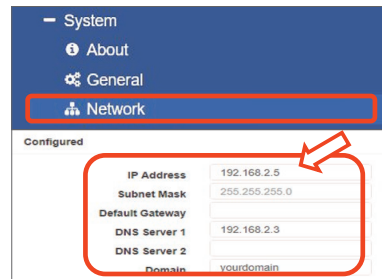 System
About
General
Network
Configured
IP Address 192.168.2.5
Subnet Mask 255.255.255.0
Default Gateway
DNS Server 1 192.168.2.3
DNS Server 2
Domain yourdomain